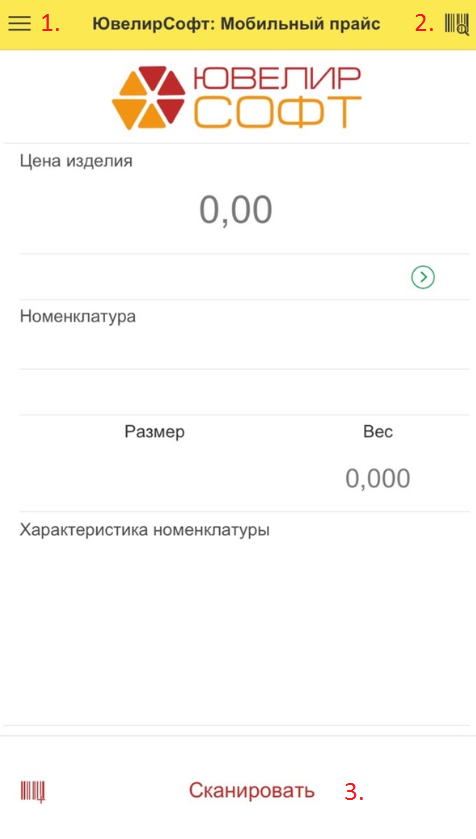 1. ЮвелирСофт: Мобильный прайс 2.
ЮВЕЛИР
СОФТ
Цена изделия
0,00
Номенклатура
Размер Вес
0,000
Характеристика номенклатуры
Сканировать 3.